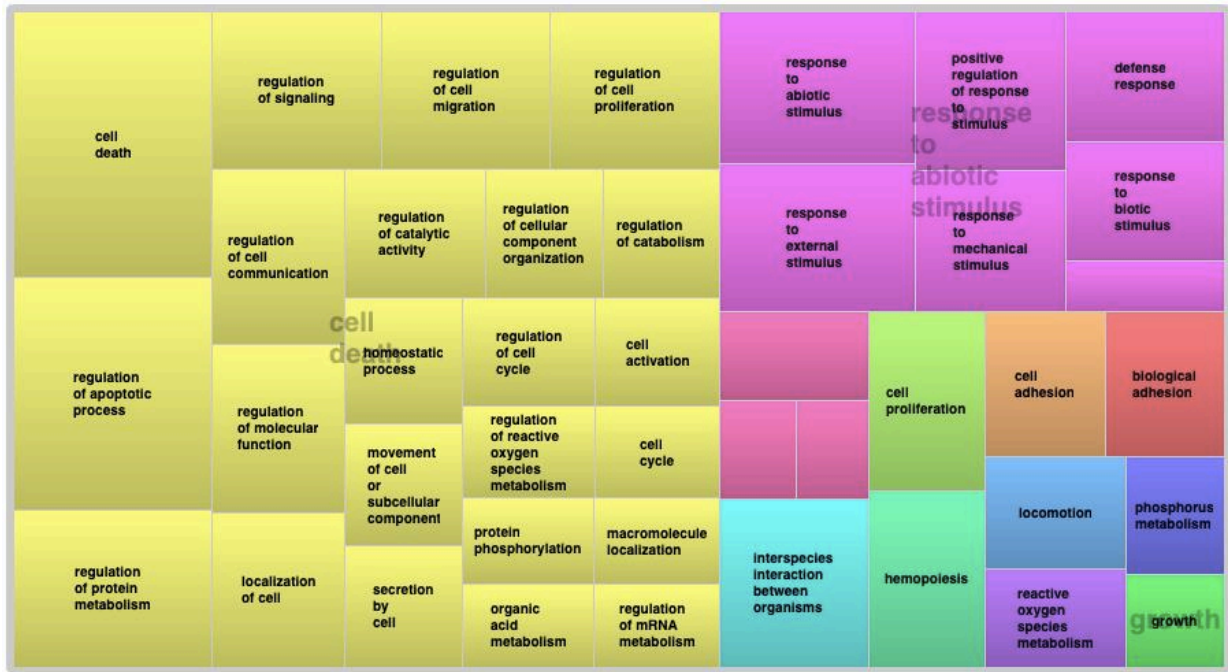 cell
death
regulation
of apoptotic
process
regulation
of protein
metabolism
regulation
of signaling
regulation
of cell
migration
regulation
of cell
proliferation
regulation
of cell
communication
regulation
of catalytic
activity
regulation
of cellular
component
organization
regulation
of catabolism
cell
death
homeostatic
process
regulation
of cell
cycle
cell
activation
regulation
of molecular
function
movement
of cell
or
subcellular
component
regulation
of reactive
oxygen
species
metabolism
cell
cycle
protein
phosphorylation
macromolecule
localization
localization
of cell
secretion
by
cell
organic
acid
metabolism
regulation
of mRNA
metabolism
response
to
abiotic
stimulus
positive
regulation
of response
to
stimulus
defense
response
response
to
abiotic
stimulus
response
to
external
stimulus
response
to
mechanical
stimulus
response
to
biotic
stimulus
cell
proliferation
cell
adhesion
biological
adhesion
interspecies
interaction
between
organisms
hemopoiesis
locomotion
phosphorus
metabolism
reactive
oxygen
species
metabolism
growth
growth